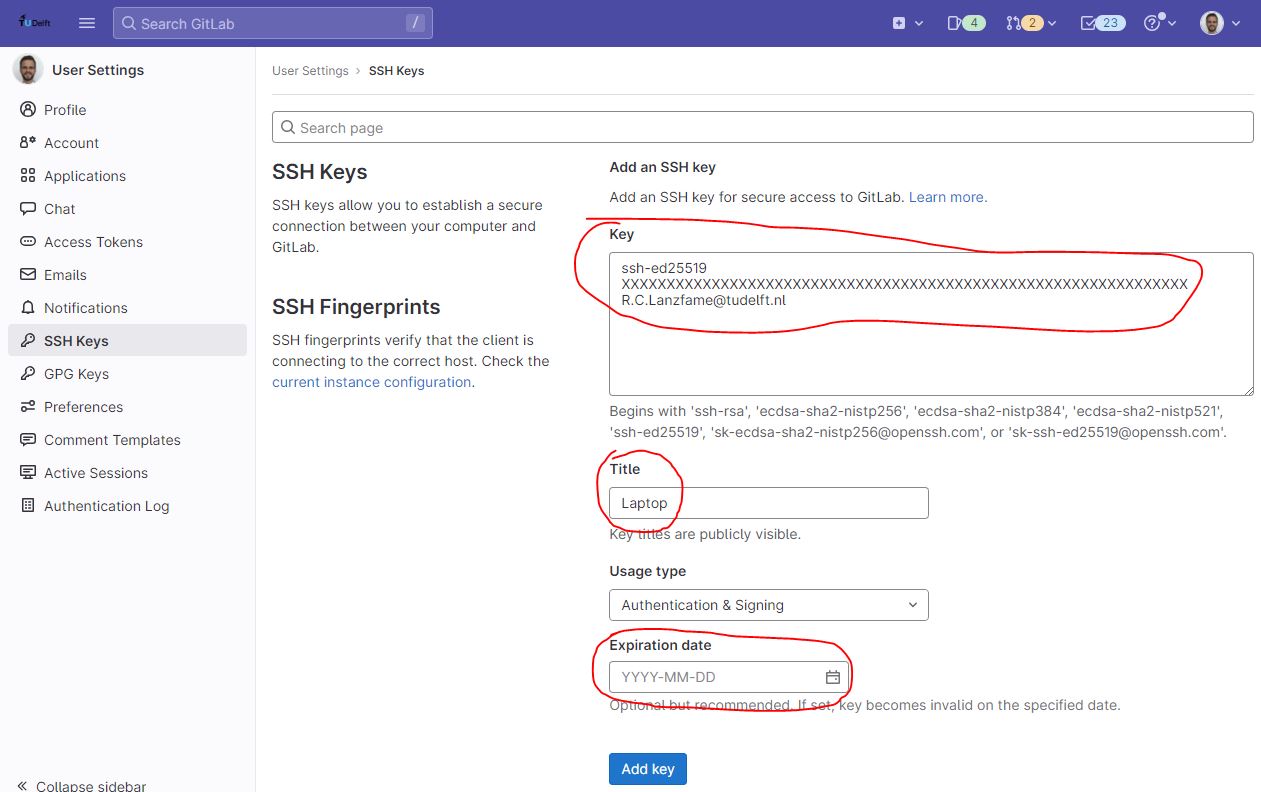 TU Delft
Search GitLab
/
4
2
23
User Settings
Profile
Account
Applications
Chat
Access Tokens
Emails
Notifications
SSH Keys
GPG Keys
Preferences
Comment Templates
Active Sessions
Authentication Log
Collapse sidebar
User Settings › SSH Keys
Search page
SSH Keys
SSH keys allow you to establish a secure
connection between your computer and
GitLab.
SSH Fingerprints
SSH fingerprints verify that the client is
connecting to the correct host. Check the
current instance configuration.
Add an SSH key
Add an SSH key for secure access to GitLab. Learn more.
Key
ssh-ed25519
XXXXXXXXXXXXXXXXXXXXXXXXXXXXXXXXXXXXXXXXXXXXXXXXXXXXXXXXXXXXXXX
R.C.Lanzfame@tudelft.nl
Begins with 'ssh-rsa', 'ecdsa-sha2-nistp256', 'ecdsa-sha2-nistp384', 'ecdsa-sha2-nistp521',
'ssh-ed25519', 'sk-ecdsa-sha2-nistp256@openssh.com', or 'sk-ssh-ed25519@openssh.com'.
Title
Laptop
Key titles are publicly visible.
Usage type
Authentication & Signing
Expiration date
YYYY-MM-DD
Optional but recommended. If set, key becomes invalid on the specified date.
Add key